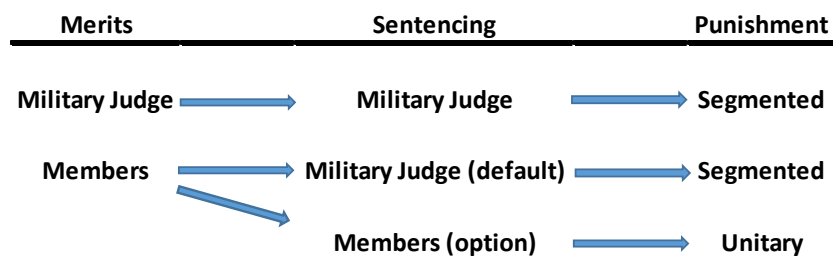 Merits Sentencing Punishment
Military Judge Military Judge Segmented
Members Military Judge (default) Segmented
Members (option) Unitary